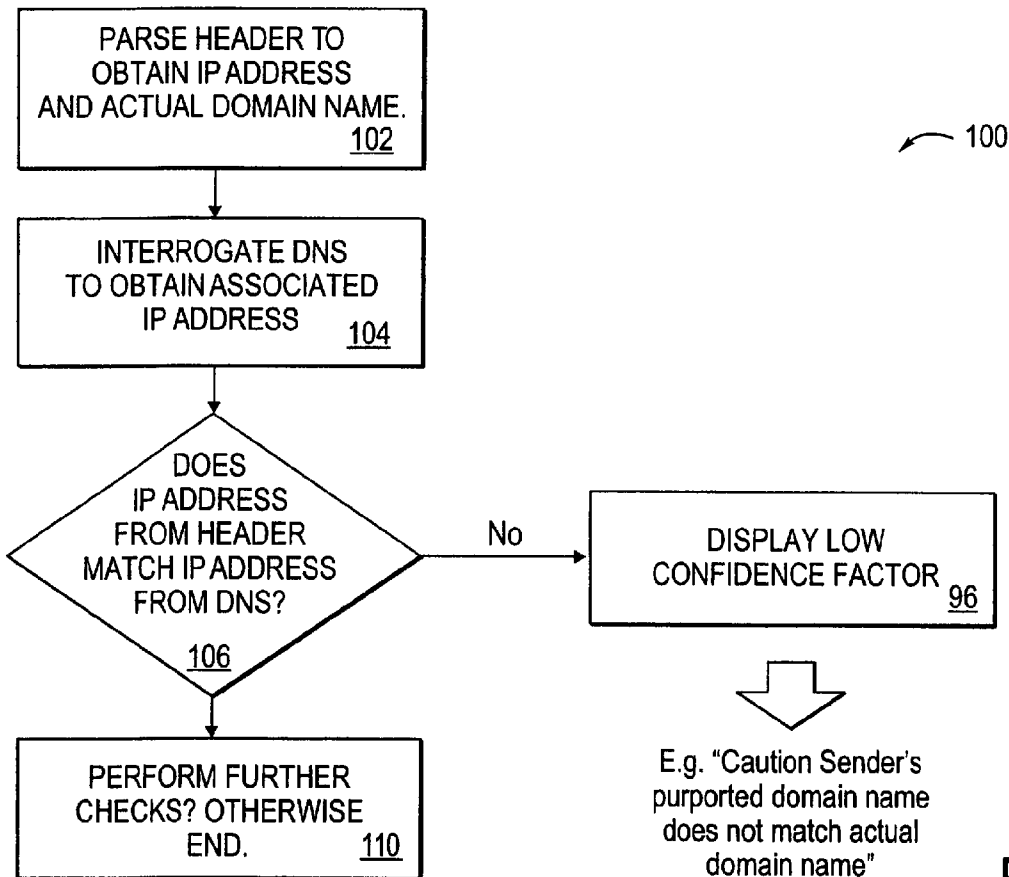 PARSE HEADER TO
OBTAIN IP ADDRESS
AND ACTUAL DOMAIN NAME.
102
100
INTERROGATE DNS
TO OBTAIN ASSOCIATED
IP ADDRESS
104
DOES
IP ADDRESS
FROM HEADER
MATCH IP ADDRESS
FROM DNS?
106
No
DISPLAY LOW
CONFIDENCE FACTOR
96
PERFORM FURTHER
CHECKS? OTHERWISE
END.
110
E.g. “Caution Sender's
purported domain name
does not match actual
domain name”